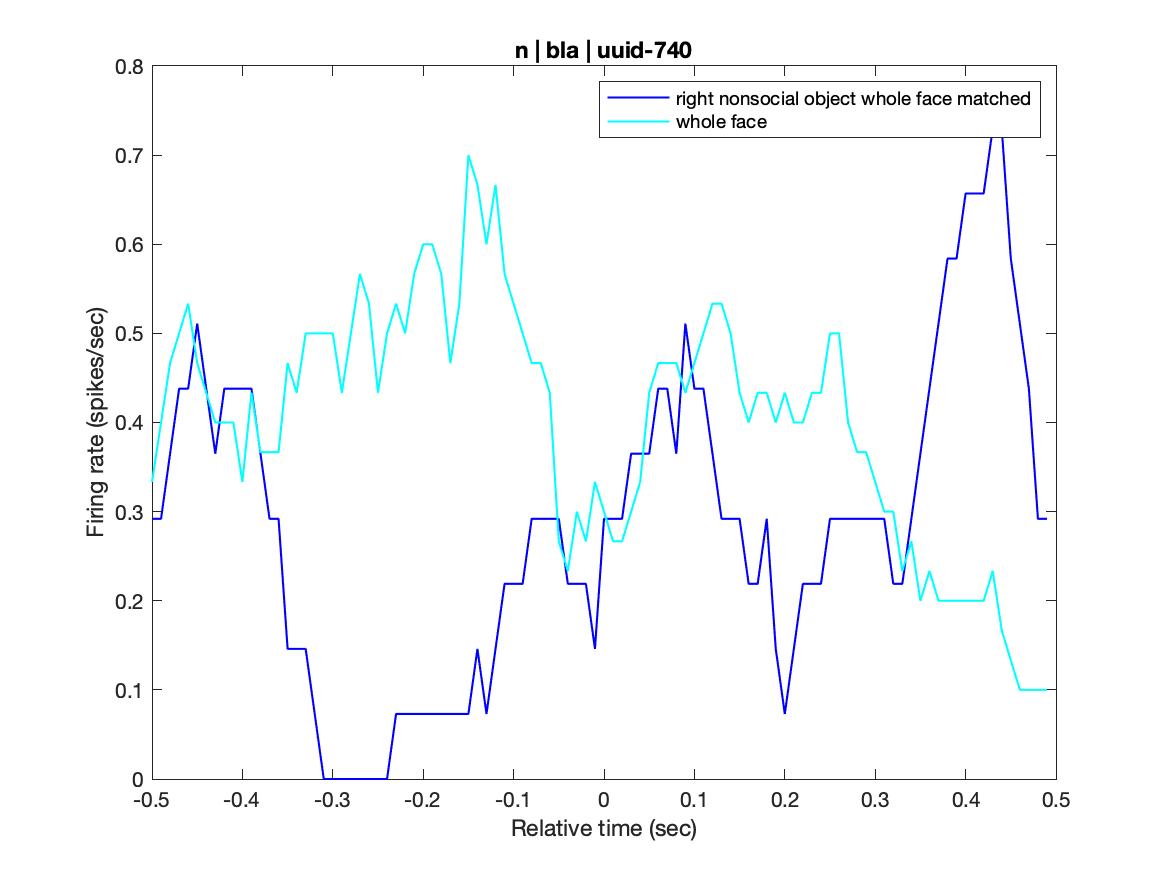 n | bla | uuid-740
right nonsocial object whole face matched
whole face
Firing rate (spikes/sec)
0.8
0.7
0.6
0.5
0.4
0.3
0.2
0.1
0
-0.5 -0.4 -0.3 -0.2 -0.1 0 0.1 0.2 0.3 0.4 0.5
Relative time (sec)